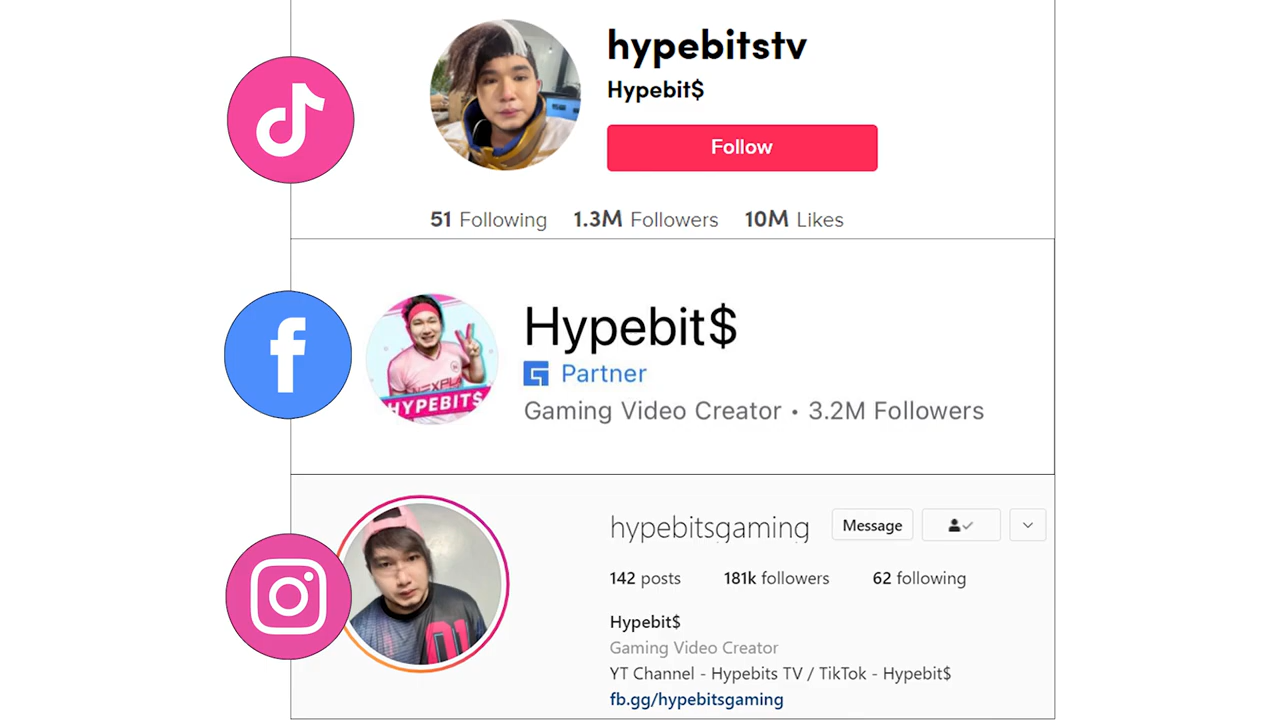 hypebitstv
Hypebit$
Follow
51 Following 1.3M Followers 10M Likes
Hypebit$
Partner
Gaming Video Creator • 3.2M Followers
HYPEBIT$
hypebitsgaming Message
142 posts 181k followers 62 following
Hypebit$
Gaming Video Creator
YT Channel - Hypebits TV / TikTok - Hypebit$
fb.gg/hypebitsgaming
01